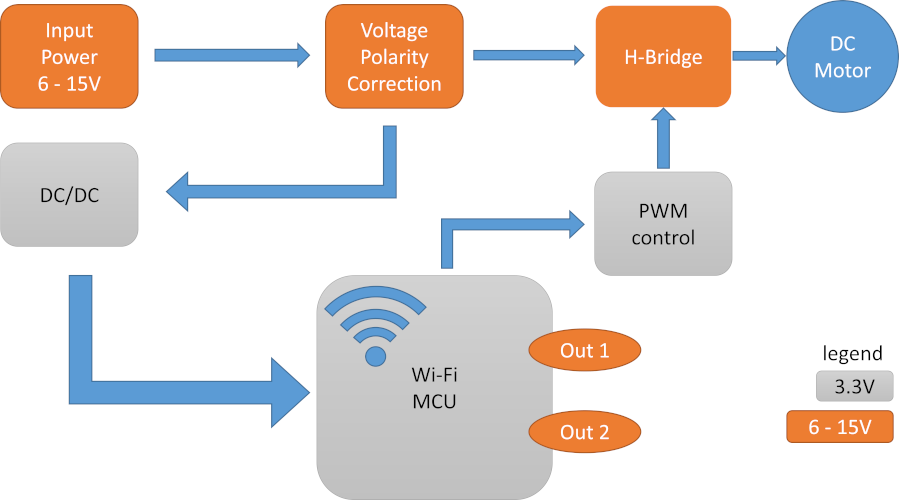 Input
Power
6 - 15V
Voltage
Polarity
Correction
H-Bridge
DC
Motor
DC/DC
PWM
control
Wi-Fi
MCU
Out 1
Out 2
legend
3.3V
6 - 15V